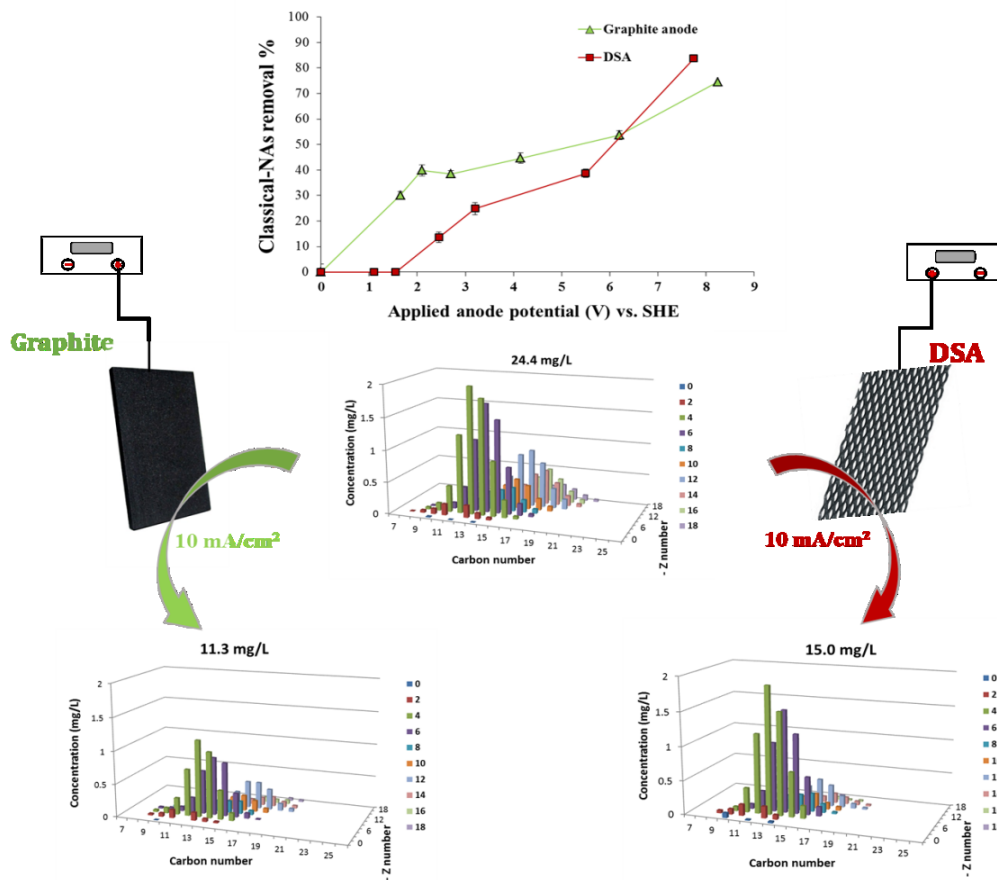 100
90
80
70
60
50
40
30
20
10
0
Classical-NAs removal %
Graphite anode
DSA
0 1 2 3 4 5 6 7 8 9
Applied anode potential (V) vs. SHE
Graphite
DSA
24.4 mg/L
2
1.5
1
0.5
0
Concentration (mg/L)
7 9 11 13 15 17 19 21 23 25
Carbon number
0 6 12 18
- Z number
0
2
4
6
8
10
12
14
16
18
10 mA/cm²
10 mA/cm²
11.3 mg/L
2
1.5
1
0.5
0
Concentration (mg/L)
7 9 11 13 15 17 19 21 23 25
Carbon number
0 6 12 18
- Z number
0
2
4
6
8
10
12
14
16
18
15.0 mg/L
2
1.5
1
0.5
0
Concentration (mg/L)
7 9 11 13 15 17 19 21 23 25
Carbon number
0 6 12 18
- Z number
0
2
4
6
8
1
1
1
1
1